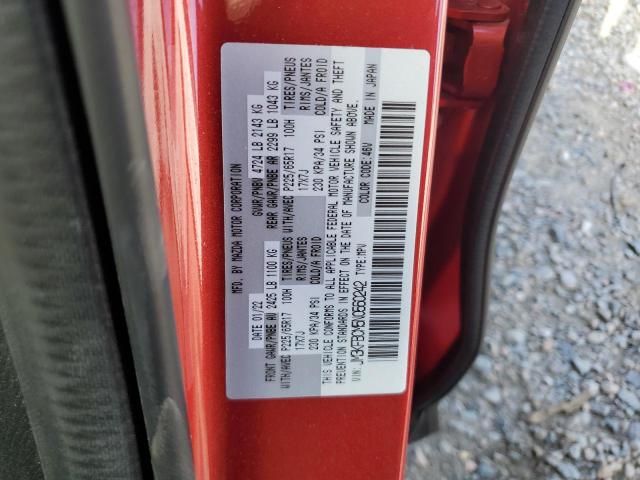 MFD. BY MAZDA MOTOR CORPORATION
DATE 01/22 GVWR/PNBV 4724 LB 2143 KG
FRONT GAWR/PNBE AV 2425 LB 1100 KG REAR GAWR/PNBE AR 2299 LB 1043 KG
WITH/AVEC P225/65R17 100H TIRES/PNEUS WITH/AVEC P225/65R17 100H TIRES/PNEUS
17X7J RIMS/JANTES 17X7J RIMS/JANTES
230 KPA/34 PSI COLD/A FROID 230 KPA/34 PSI COLD/A FROID
THIS VEHICLE CONFORMS TO ALL APPLICABLE FEDERAL MOTOR VEHICLE SAFETY AND THEFT
PREVENTION STANDARDS IN EFFECT ON THE DATE OF MANUFACTURE SHOWN ABOVE.
VIN: JM3KFBCM5N0560242 TYPE: MPV COLOR CODE: 46V MADE IN JAPAN